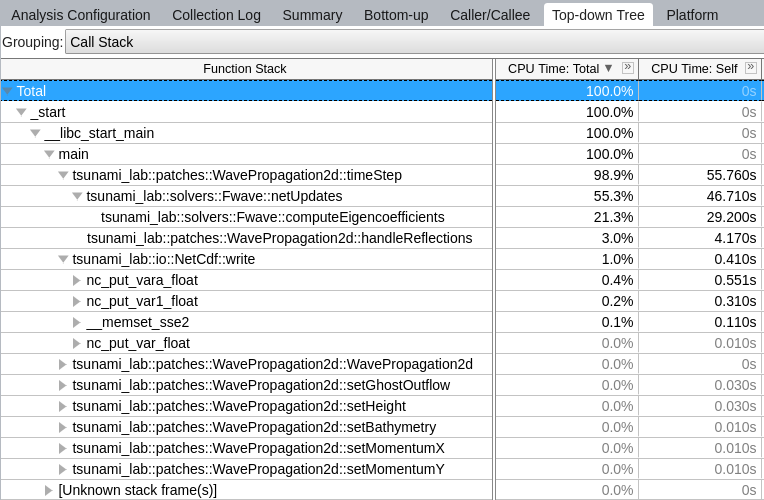 Analysis Configuration Collection Log Summary Bottom-up Caller/Callee Top-down Tree Platform
Grouping: Call Stack
Function Stack CPU Time: Total CPU Time: Self
Total 100.0% 0s
_start 100.0% 0s
__libc_start_main 100.0% 0s
main 100.0% 0s
tsunami_lab::patches::WavePropagation2d::timeStep 98.9% 55.760s
tsunami_lab::solvers::Fwave::netUpdates 55.3% 46.710s
tsunami_lab::solvers::Fwave::computeEigencoefficients 21.3% 29.200s
tsunami_lab::patches::WavePropagation2d::handleReflections 3.0% 4.170s
tsunami_lab::io::NetCdf::write 1.0% 0.410s
nc_put_vara_float 0.4% 0.551s
nc_put_var1_float 0.2% 0.310s
__memset_sse2 0.1% 0.110s
nc_put_var_float 0.0% 0.010s
tsunami_lab::patches::WavePropagation2d::WavePropagation2d 0.0% 0s
tsunami_lab::patches::WavePropagation2d::setGhostOutflow 0.0% 0.030s
tsunami_lab::patches::WavePropagation2d::setHeight 0.0% 0.030s
tsunami_lab::patches::WavePropagation2d::setBathymetry 0.0% 0.010s
tsunami_lab::patches::WavePropagation2d::setMomentumX 0.0% 0.010s
tsunami_lab::patches::WavePropagation2d::setMomentumY 0.0% 0.010s
[Unknown stack frame(s)] 0.0% 0s